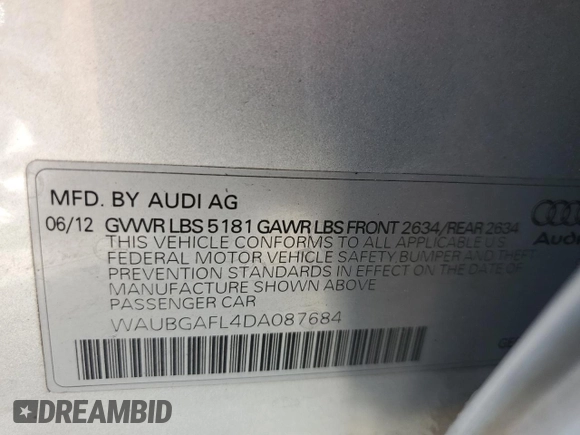 MFD. BY AUDI AG
06/12 GVWR LBS 5181 GAWR LBS FRONT 2634/REAR 2634
THIS VEHICLE CONFORMS TO ALL APPLICABLE U.S.
FEDERAL MOTOR VEHICLE SAFETY BUMPER AND THEFT
PREVENTION STANDARDS IN EFFECT ON THE DATE OF
MANUFACTURE SHOWN ABOVE
PASSENGER CAR
WAUBGAFL4DA087684
Audi
DREAMBID